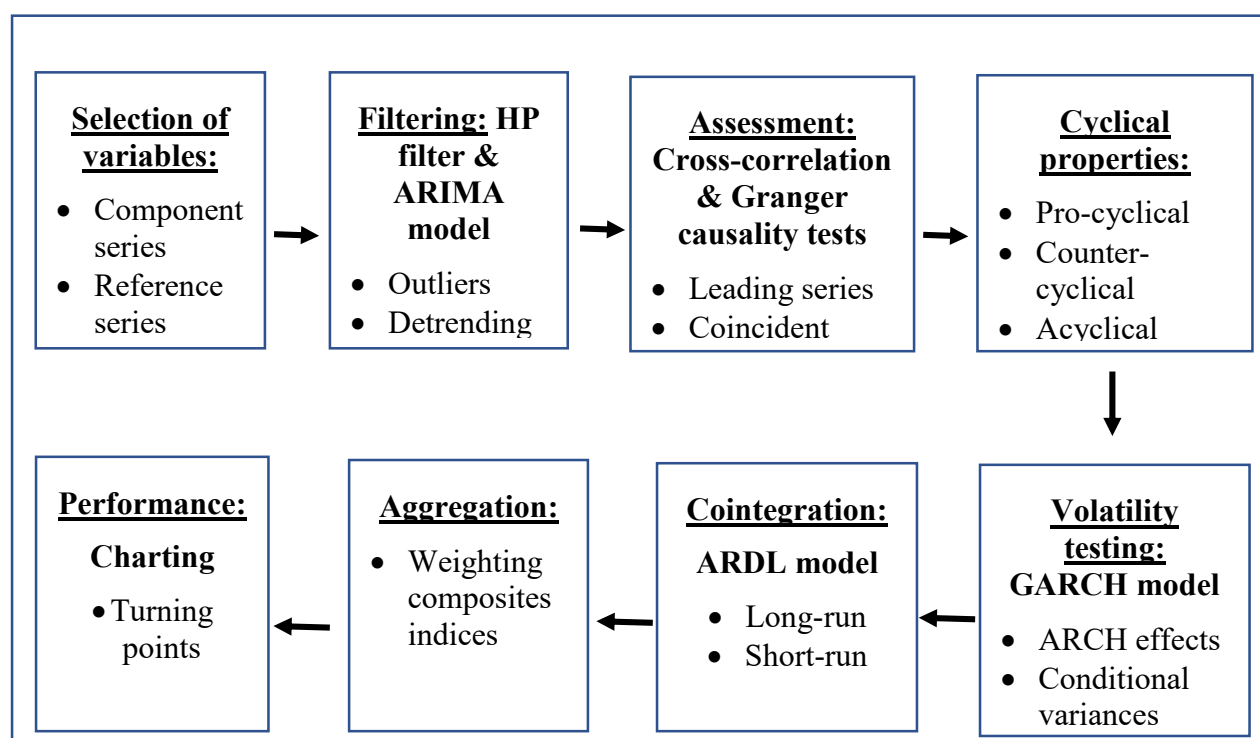 Selection of
variables:
• Component
series
• Reference
series
Filtering: HP
filter &
ARIMA
model
• Outliers
• Detrending
Assessment:
Cross-correlation
& Granger
causality tests
• Leading series
• Coincident
Cyclical
properties:
• Pro-cyclical
• Counter-
cyclical
• Acyclical
Volatility
testing:
GARCH model
• ARCH effects
• Conditional
variances
Cointegration:
ARDL model
• Long-run
• Short-run
Aggregation:
• Weighting
composites
indices
Performance:
Charting
• Turning
points